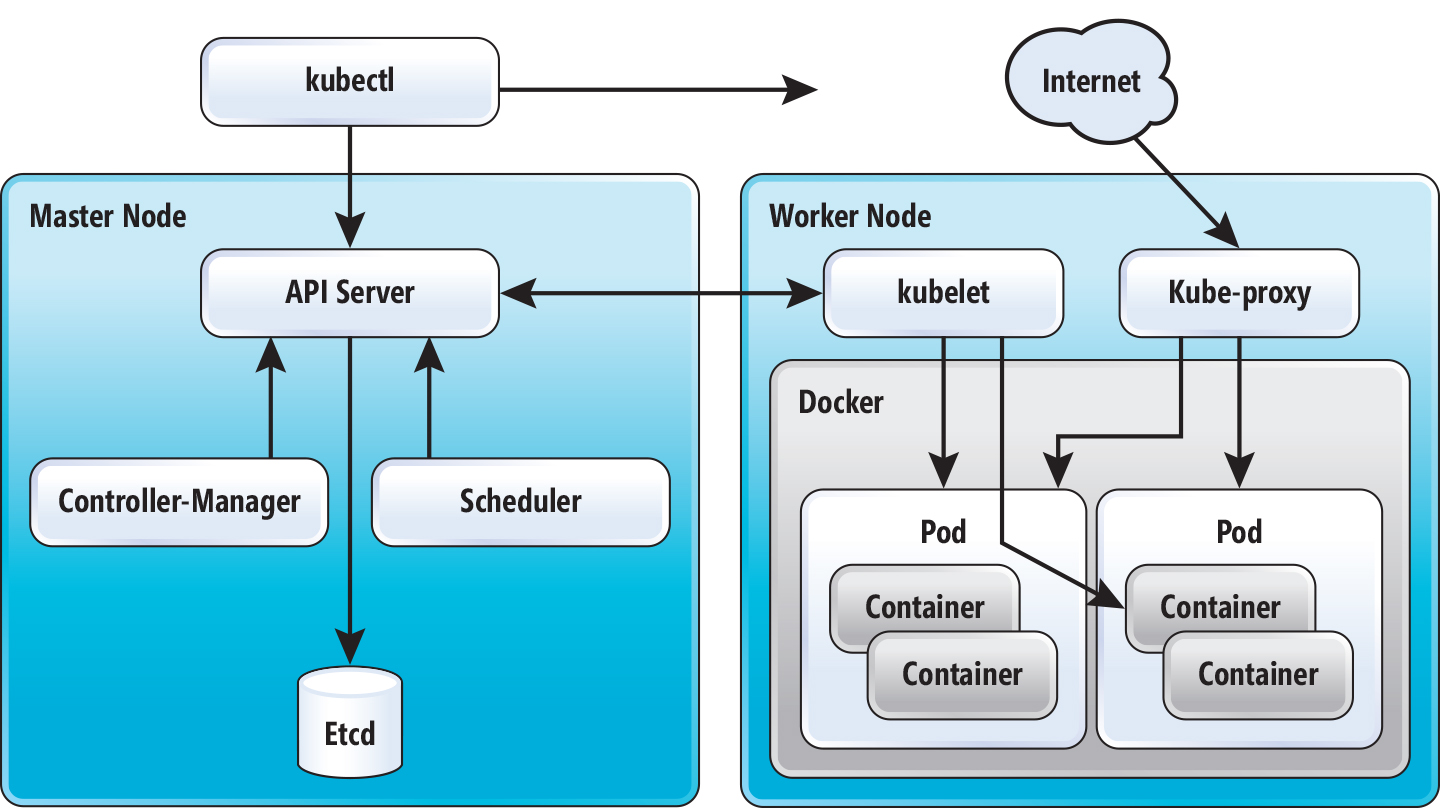 kubectl
Internet
Master Node
API Server
Controller-Manager
Scheduler
Etcd
Worker Node
kubelet
Kube-proxy
Docker
Pod
Container
Container
Pod
Container
Container